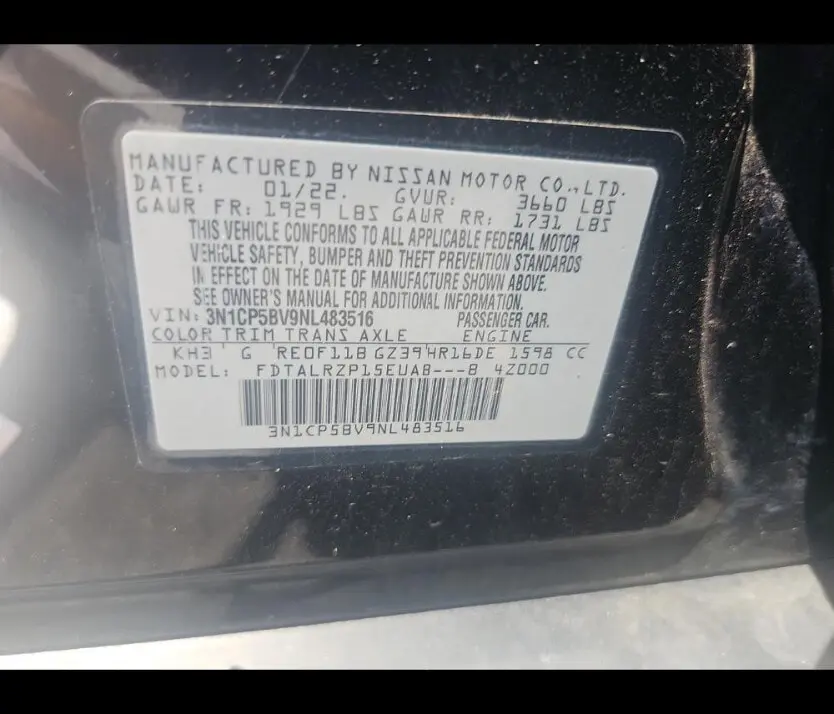 MANUFACTURED BY NISSAN MOTOR CO.,LTD.
DATE: 01/22. GVWR: 3660 LBS
GAWR FR: 1929 LBS GAWR RR: 1731 LBS
THIS VEHICLE CONFORMS TO ALL APPLICABLE FEDERAL MOTOR
VEHICLE SAFETY, BUMPER AND THEFT PREVENTION STANDARDS
IN EFFECT ON THE DATE OF MANUFACTURE SHOWN ABOVE.
SEE OWNER'S MANUAL FOR ADDITIONAL INFORMATION.
VIN: 3N1CP5BV9NL483516 PASSENGER CAR.
COLOR TRIM TRANS AXLE ENGINE
KH3 G RE0F11B GZ39 HR16DE 1598 CC
MODEL: FDTALRZP15EUAB---B 4Z000
3N1CP5BV9NL483516